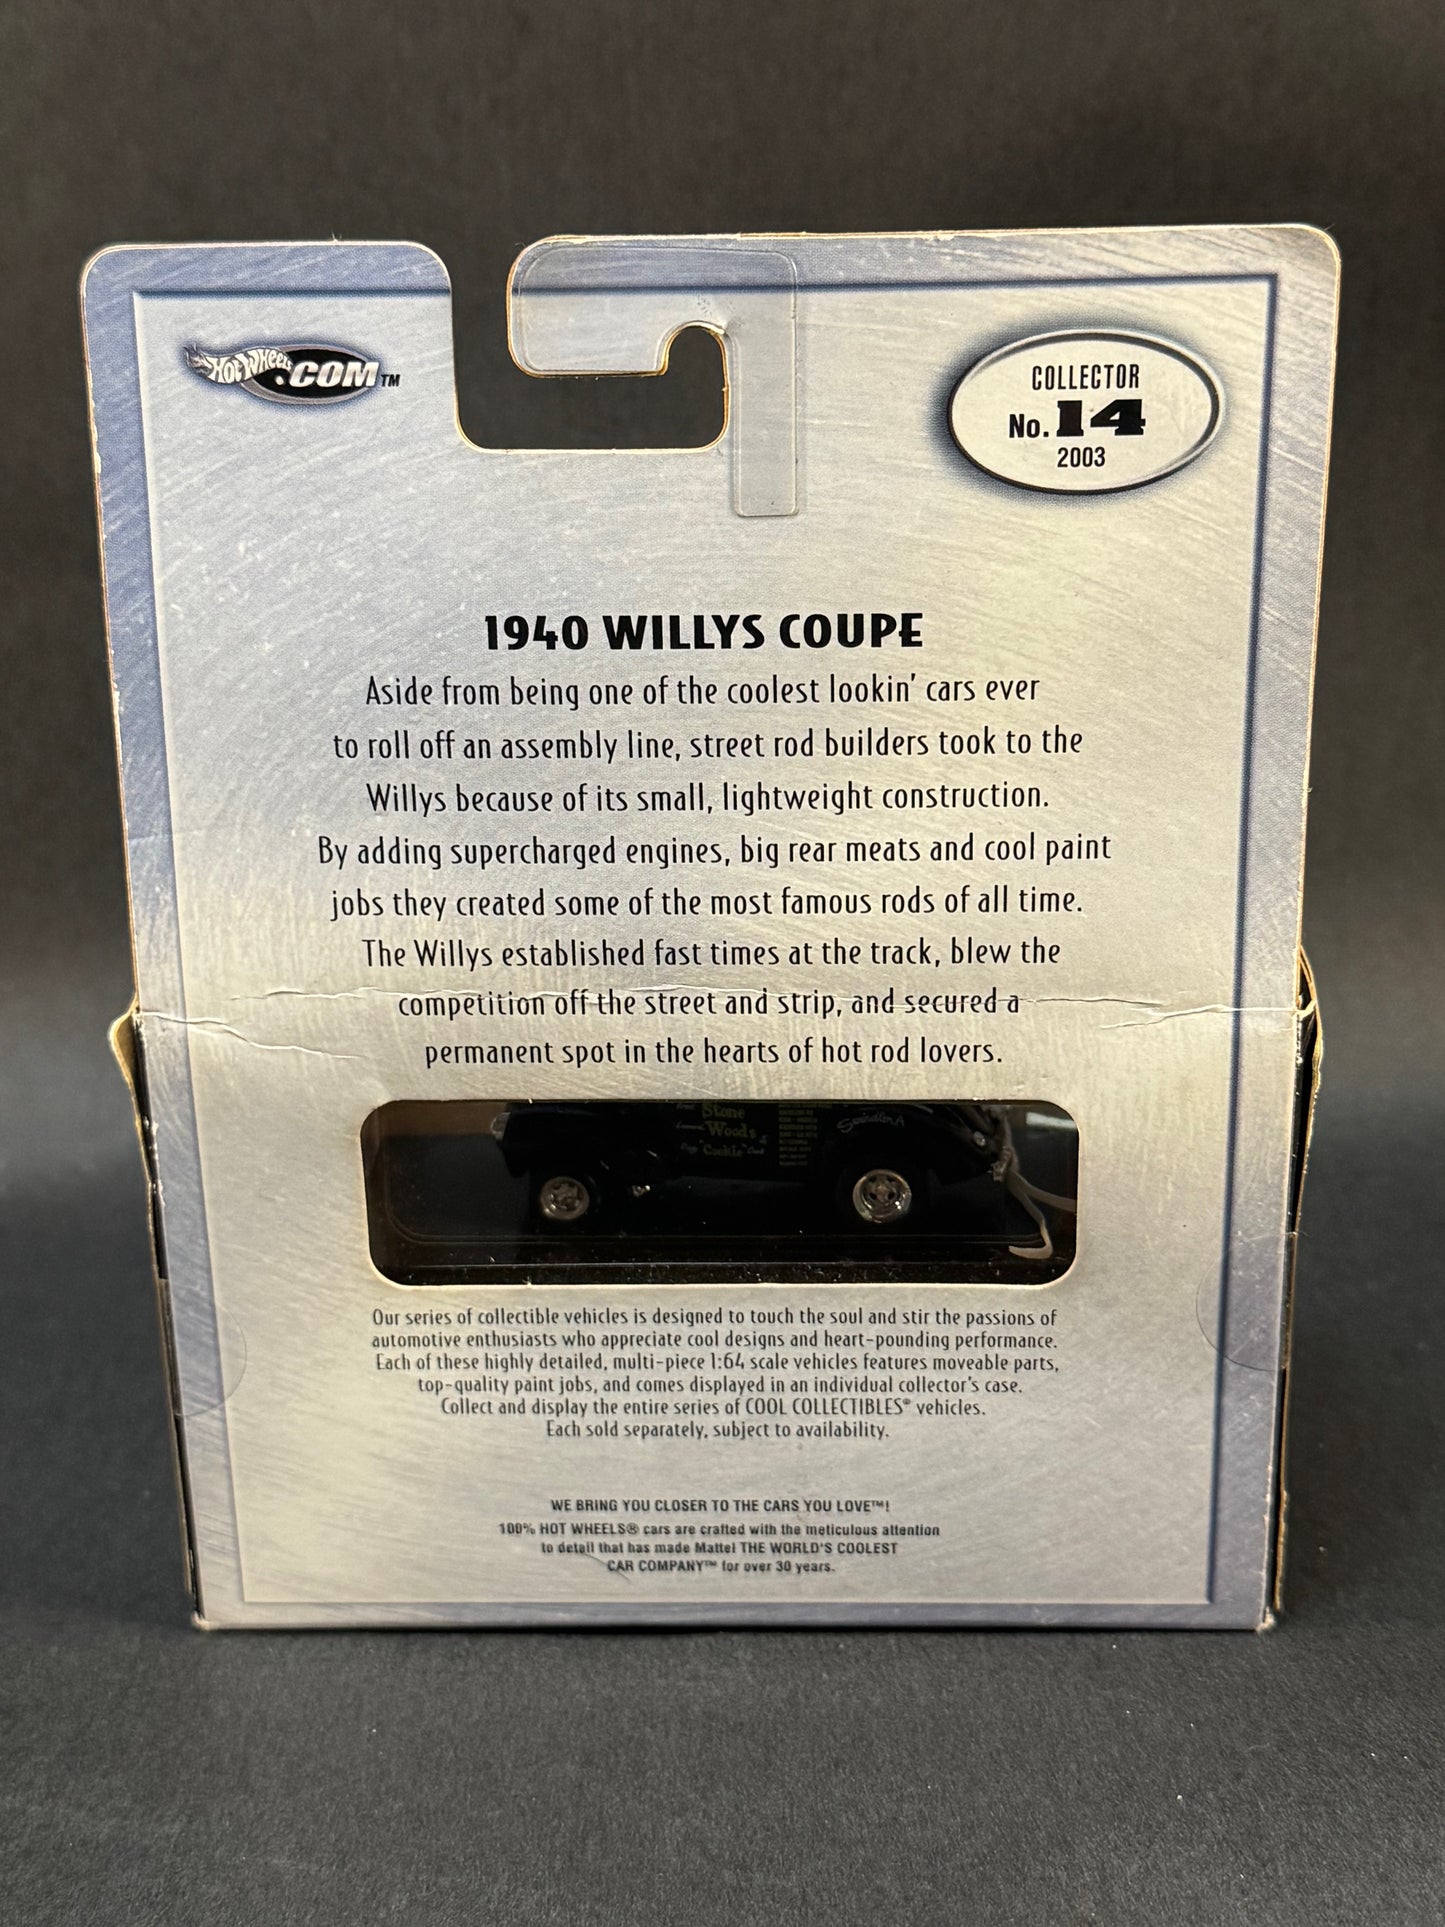 HOT WHEELS.COM™
COLLECTOR
No. 14
2003
1940 WILLYS COUPE
Aside from being one of the coolest lookin' cars ever
to roll off an assembly line, street rod builders took to the
Willys because of its small, lightweight construction.
By adding supercharged engines, big rear meats and cool paint
jobs they created some of the most famous rods of all time.
The Willys established fast times at the track, blew the
competition off the street and strip, and secured a
permanent spot in the hearts of hot rod lovers.
Stone
Woods &
"Cookie" Cook
Swindler A
Our series of collectible vehicles is designed to touch the soul and stir the passions of
automotive enthusiasts who appreciate cool designs and heart-pounding performance.
Each of these highly detailed, multi-piece 1:64 scale vehicles features moveable parts,
top-quality paint jobs, and comes displayed in an individual collector's case.
Collect and display the entire series of COOL COLLECTIBLES® vehicles.
Each sold separately, subject to availability.
WE BRING YOU CLOSER TO THE CARS YOU LOVE™!
100% HOT WHEELS® cars are crafted with the meticulous attention
to detail that has made Mattel THE WORLD'S COOLEST
CAR COMPANY™ for over 30 years.